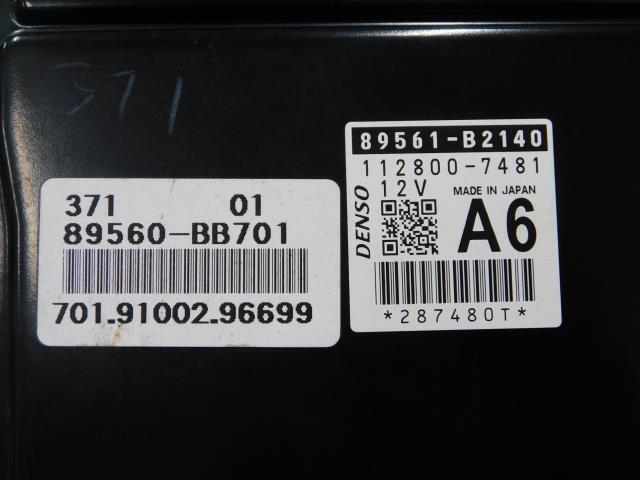 371
371 01
89560-BB701
701-91002-96699
89561-B2140
112800-7481
DENSO
12V MADE IN JAPAN
A6
*287480T*